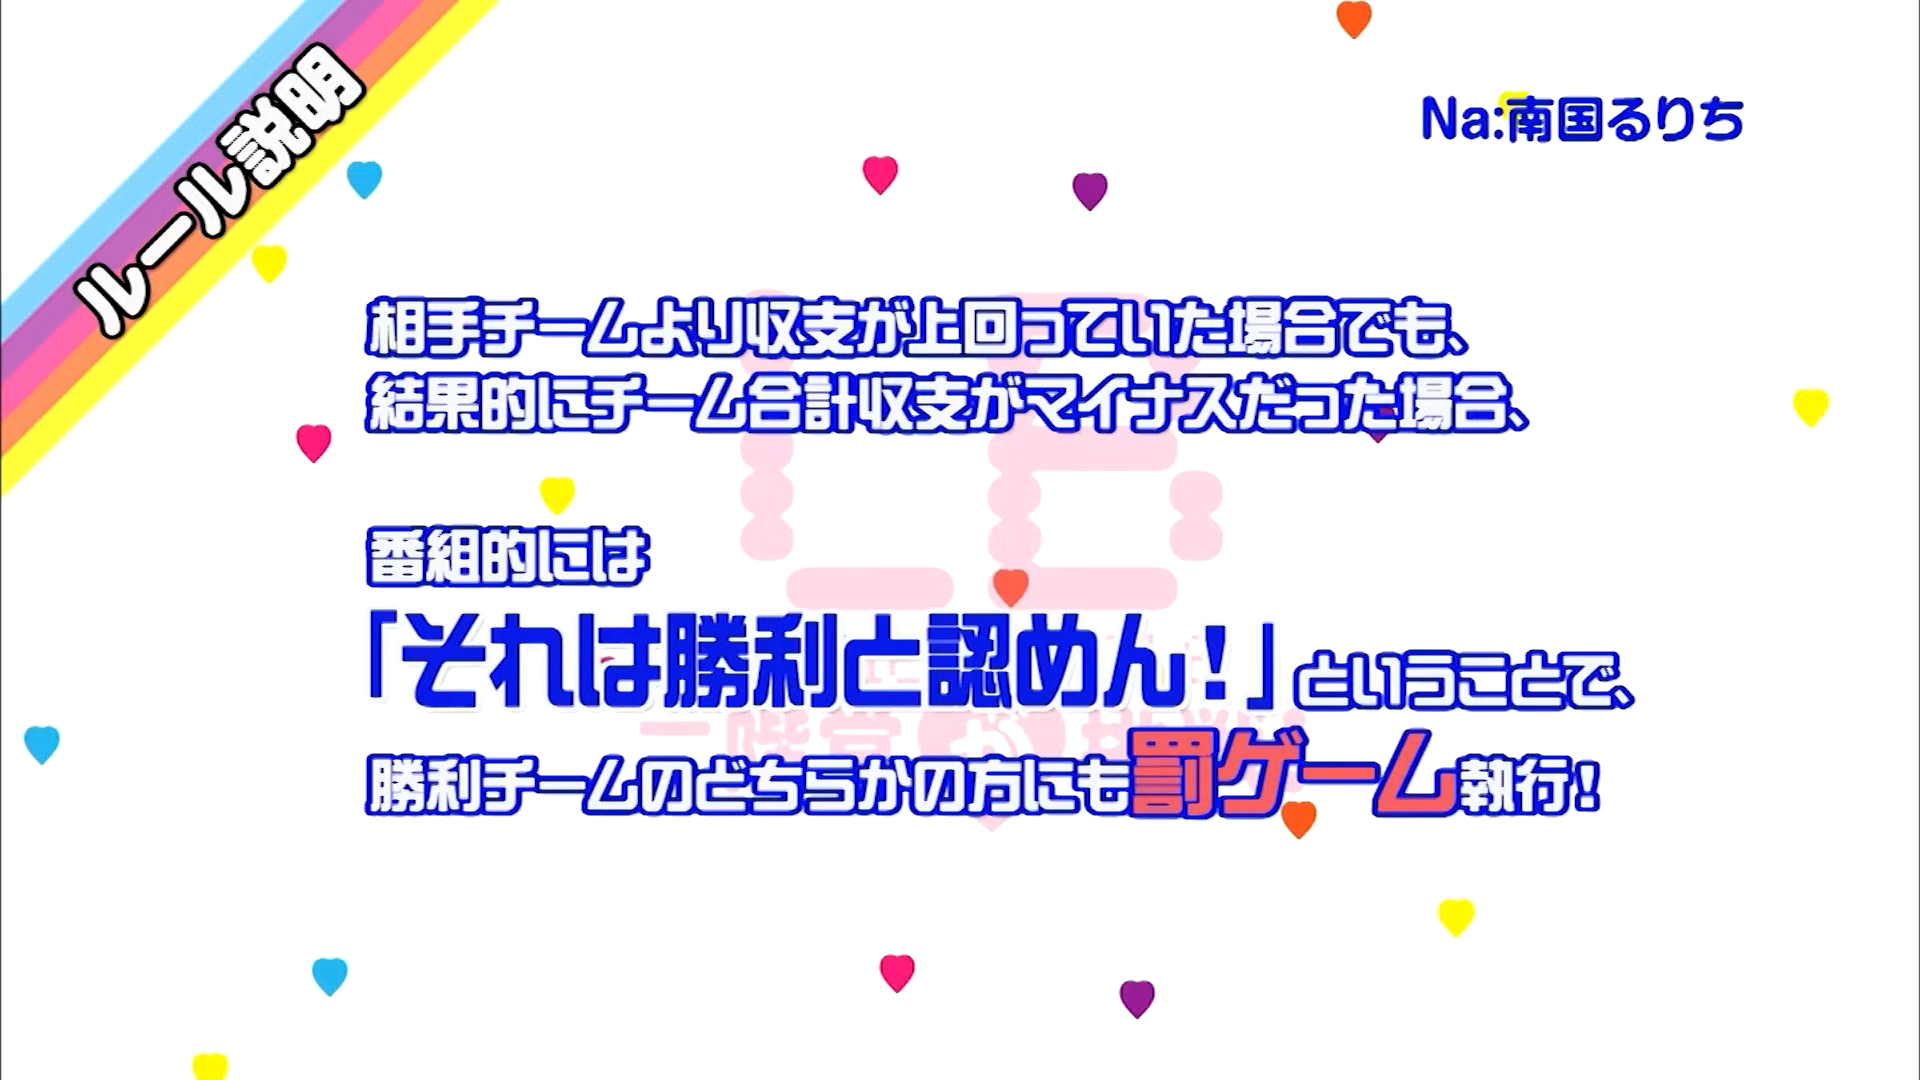 ルール説明
Na:南国るりち
相手チームより収支が上回っていた場合でも、
結果的にチーム合計収支がマイナスだった場合、
番組的には
「それは勝利と認めん!」ということで、
勝利チームのどちらかの方にも罰ゲーム執行!